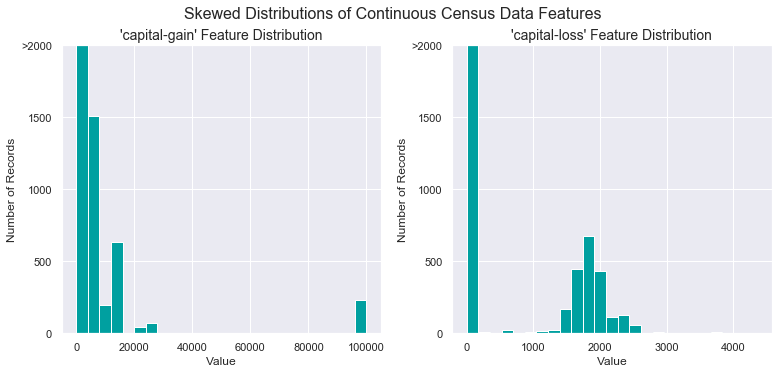 Skewed Distributions of Continuous Census Data Features
'capital-gain' Feature Distribution
>2000
1500
1000
500
0
Number of Records
0 20000 40000 60000 80000 100000
Value
'capital-loss' Feature Distribution
>2000
1500
1000
500
0
Number of Records
0 1000 2000 3000 4000
Value